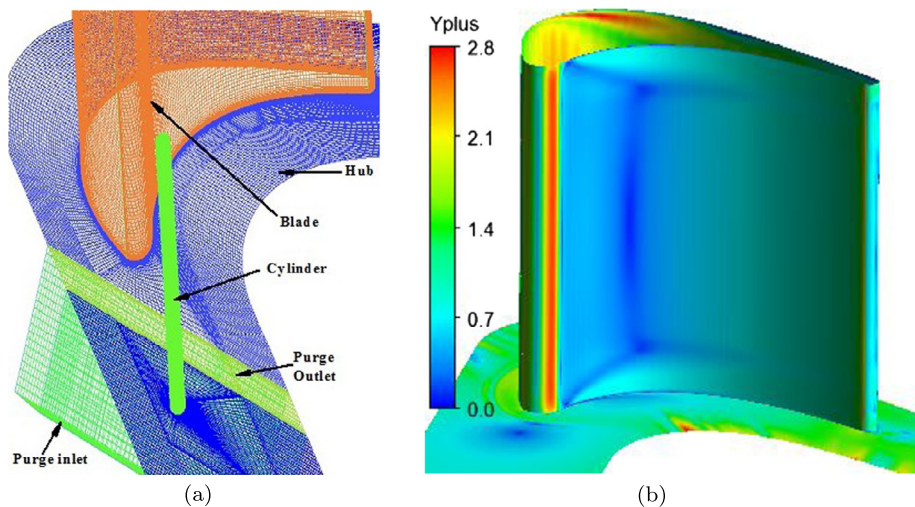 Hub
Blade
Cylinder
Purge
Outlet
Purge inlet
(a)
Yplus
2.8
2.1
1.4
0.7
0.0
(b)